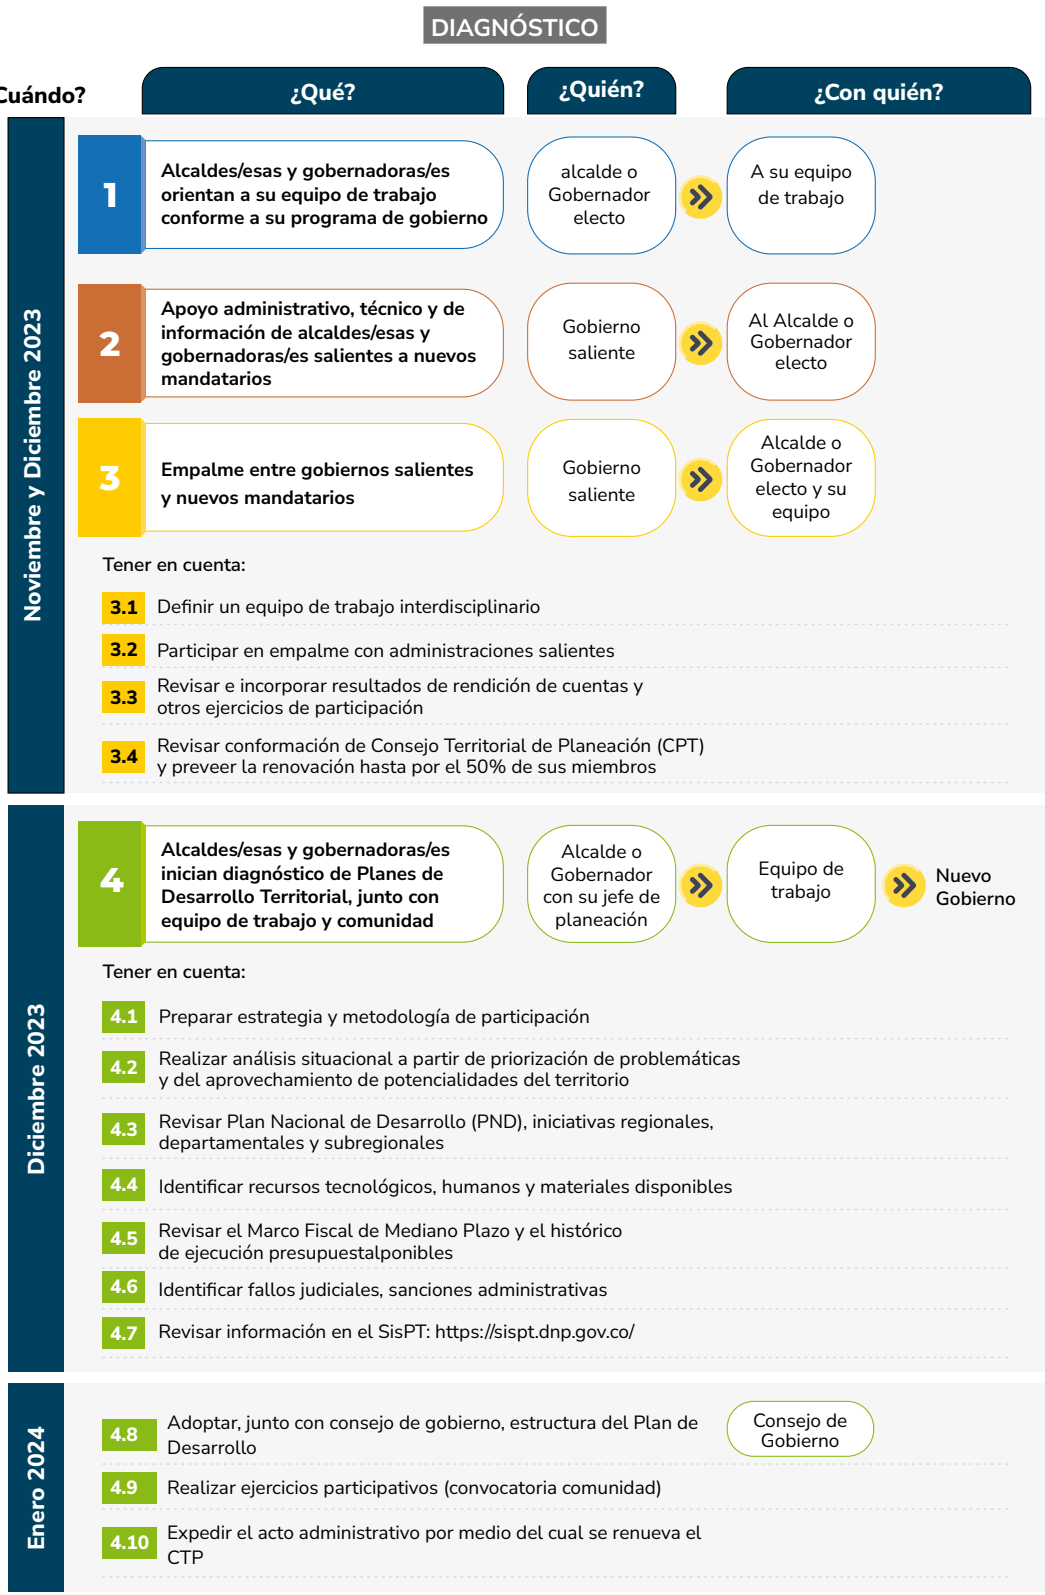 DIAGNÓSTICO
Cuándo?
¿Qué?
¿Quién?
¿Con quién?
Noviembre y Diciembre 2023
1
Alcaldes/esas y gobernadoras/es
orientan a su equipo de trabajo
conforme a su programa de gobierno
alcalde o
Gobernador
electo
A su equipo
de trabajo
2
Apoyo administrativo, técnico y de
información de alcaldes/esas y
gobernadoras/es salientes a nuevos
mandatarios
Gobierno
saliente
Al Alcalde o
Gobernador
electo
3
Empalme entre gobiernos salientes
y nuevos mandatarios
Gobierno
saliente
Alcalde o
Gobernador
electo y su
equipo
Tener en cuenta:
3.1 Definir un equipo de trabajo interdisciplinario
3.2 Participar en empalme con administraciones salientes
3.3 Revisar e incorporar resultados de rendición de cuentas y
otros ejercicios de participación
3.4 Revisar conformación de Consejo Territorial de Planeación (CPT)
y preveer la renovación hasta por el 50% de sus miembros
Diciembre 2023
4
Alcaldes/esas y gobernadoras/es
inician diagnóstico de Planes de
Desarrollo Territorial, junto con
equipo de trabajo y comunidad
Alcalde o
Gobernador
con su jefe de
planeación
Equipo de
trabajo
Nuevo
Gobierno
Tener en cuenta:
4.1 Preparar estrategia y metodología de participación
4.2 Realizar análisis situacional a partir de priorización de problemáticas
y del aprovechamiento de potencialidades del territorio
4.3 Revisar Plan Nacional de Desarrollo (PND), iniciativas regionales,
departamentales y subregionales
4.4 Identificar recursos tecnológicos, humanos y materiales disponibles
4.5 Revisar el Marco Fiscal de Mediano Plazo y el histórico
de ejecución presupuestalponibles
4.6 Identificar fallos judiciales, sanciones administrativas
4.7 Revisar información en el SisPT: https://sispt.dnp.gov.co/
Enero 2024
4.8 Adoptar, junto con consejo de gobierno, estructura del Plan de
Desarrollo
Consejo de
Gobierno
4.9 Realizar ejercicios participativos (convocatoria comunidad)
4.10 Expedir el acto administrativo por medio del cual se renueva el
CTP